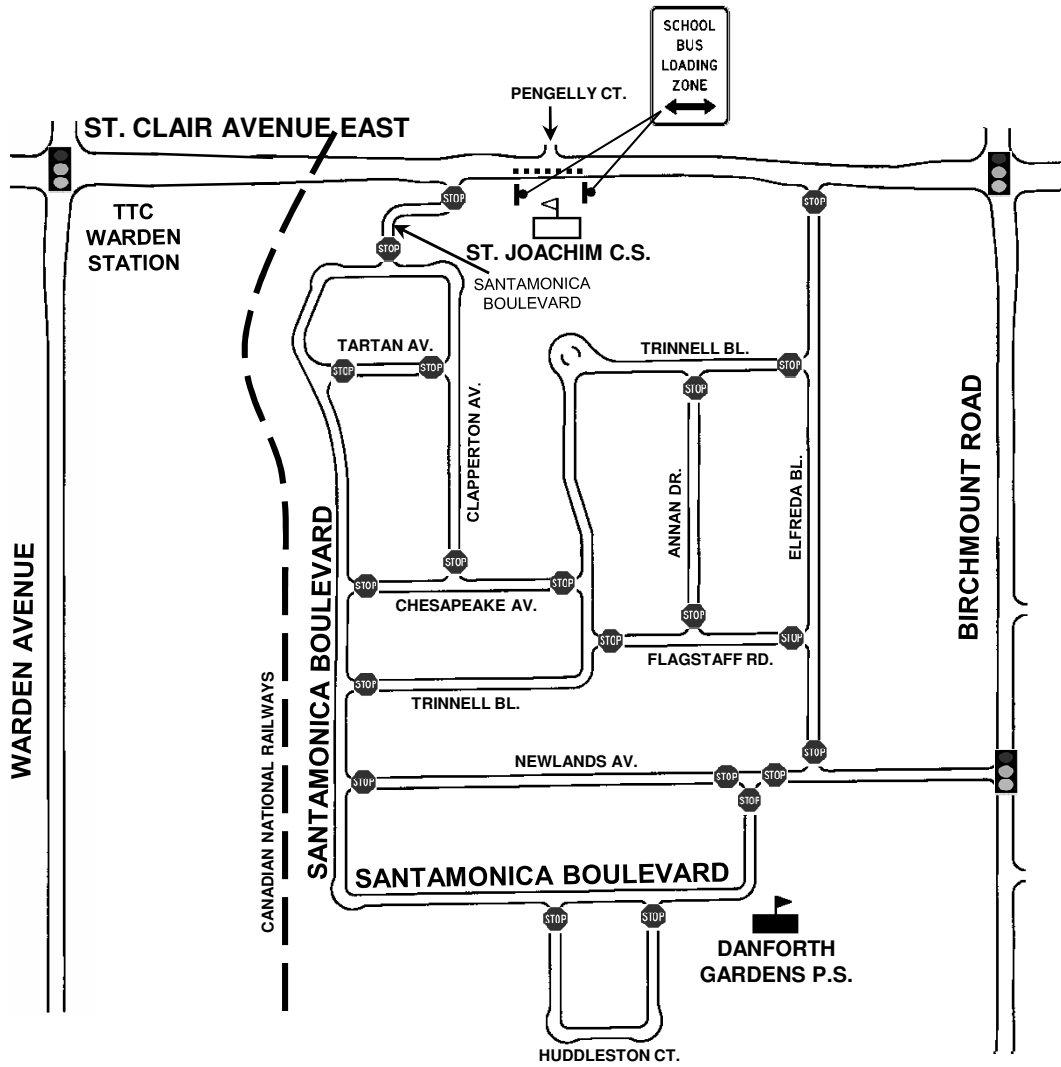 SCHOOL
BUS
LOADING
ZONE
PENGELLY CT.
ST. CLAIR AVENUE EAST
TTC
WARDEN
STATION
STOP
STOP
STOP
ST. JOACHIM C.S.
SANTAMONICA
BOULEVARD
TARTAN AV.
STOP
STOP
TRINNELL BL.
STOP
STOP
CLAPPERTON AV.
ANNAN DR.
ELFREDA BL.
BIRCHMOUNT ROAD
WARDEN AVENUE
SANTAMONICA BOULEVARD
CANADIAN NATIONAL RAILWAYS
STOP
STOP
STOP
CHESAPEAKE AV.
STOP
STOP
STOP
FLAGSTAFF RD.
STOP
TRINNELL BL.
STOP
NEWLANDS AV.
STOP
STOP
STOP
STOP
SANTAMONICA BOULEVARD
STOP
STOP
DANFORTH
GARDENS P.S.
HUDDLESTON CT.